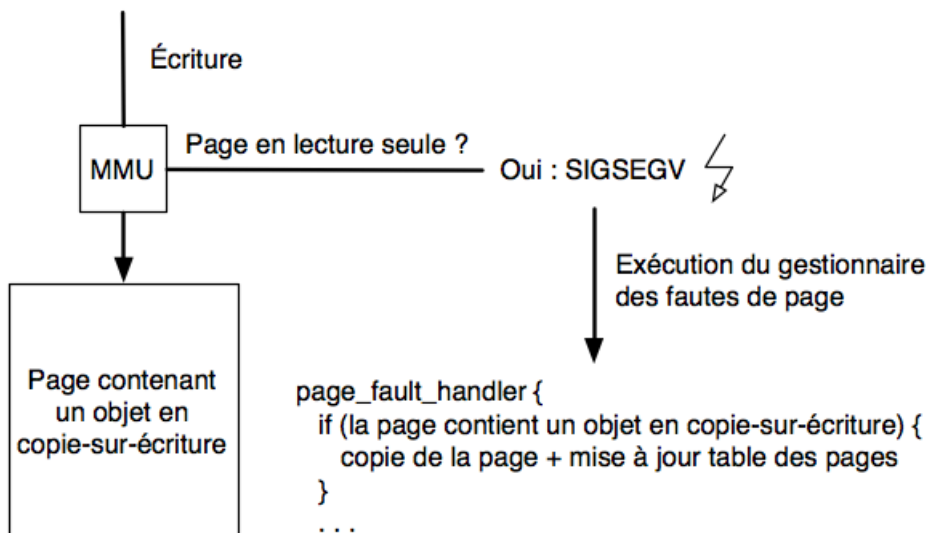 Écriture
MMU
Page en lecture seule ?
Oui : SIGSEGV
Exécution du gestionnaire
des fautes de page
Page contenant
un objet en
copie-sur-écriture
page_fault_handler {
if (la page contient un objet en copie-sur-écriture) {
copie de la page + mise à jour table des pages
}
. . .